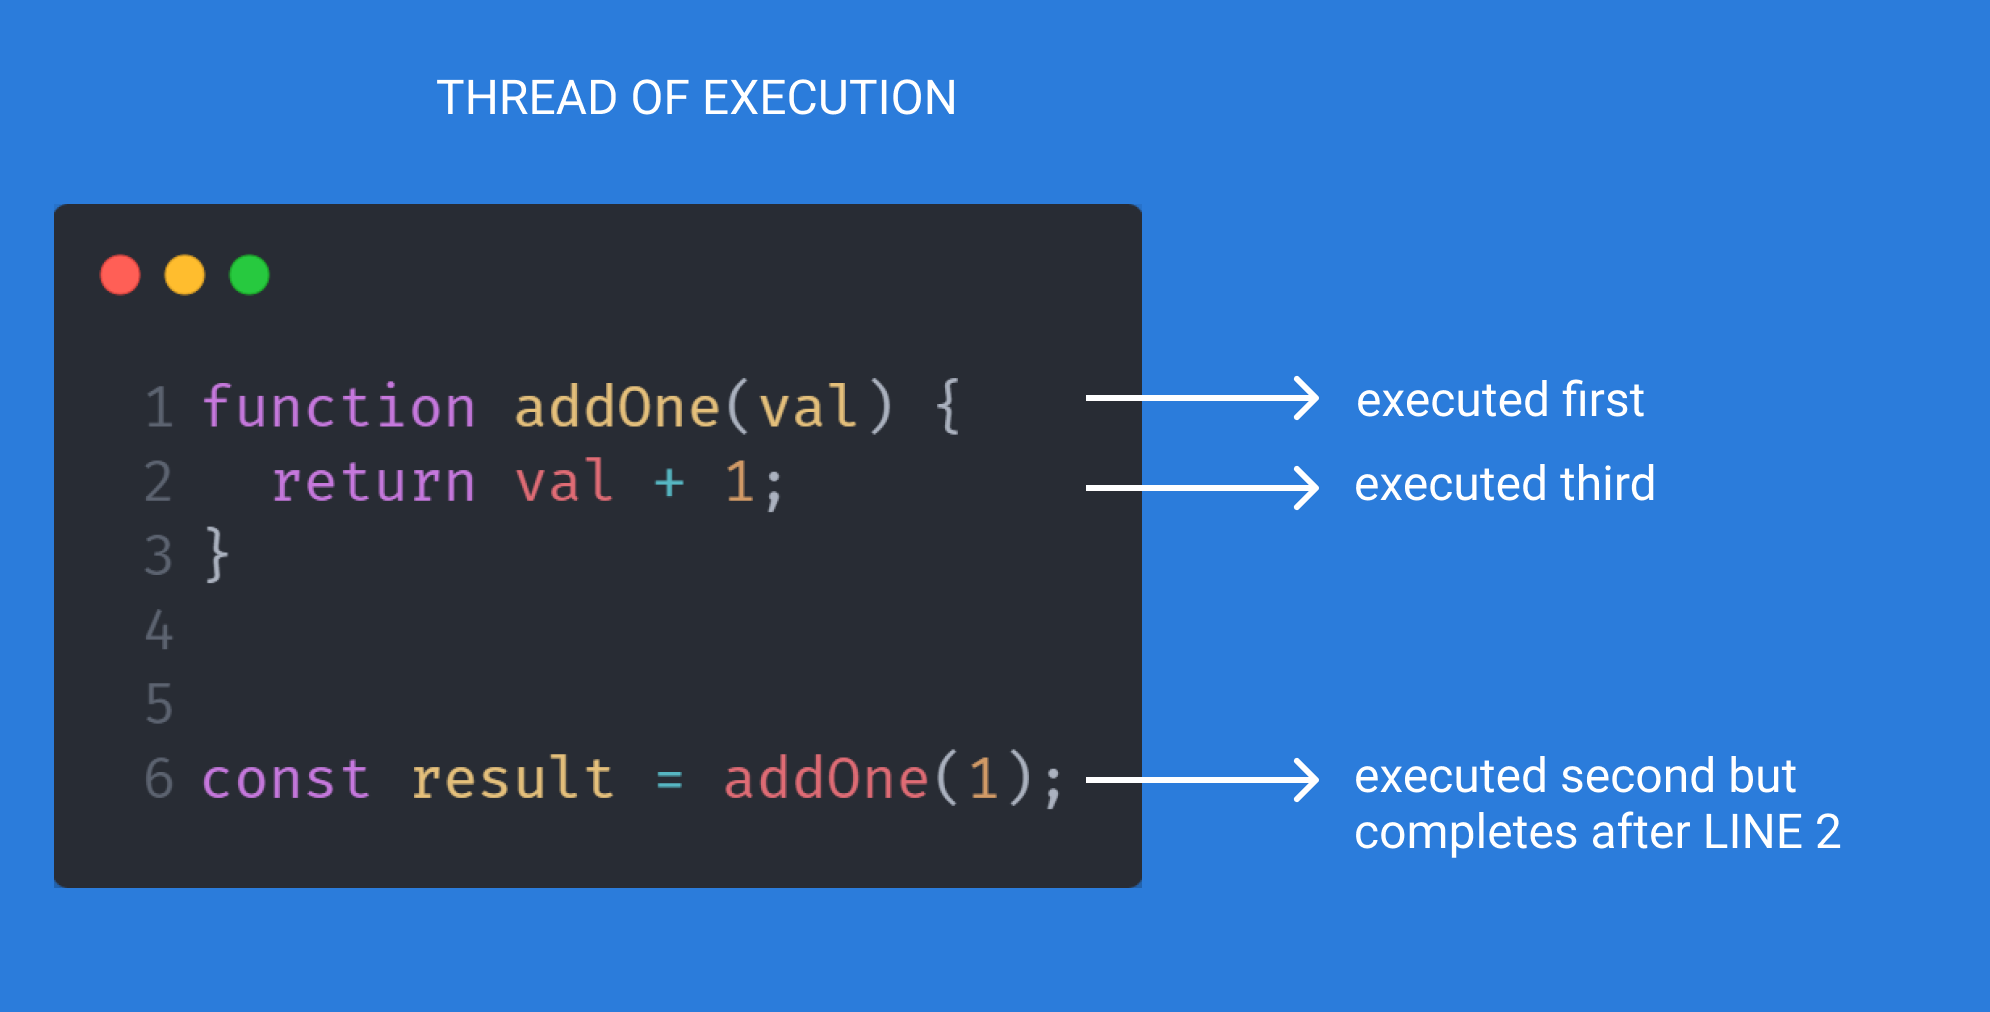 THREAD OF EXECUTION
1 function addOne(val) {
executed first
2   return val + 1;
executed third
3 }
4
5
6 const result = addOne(1);
executed second but
completes after LINE 2